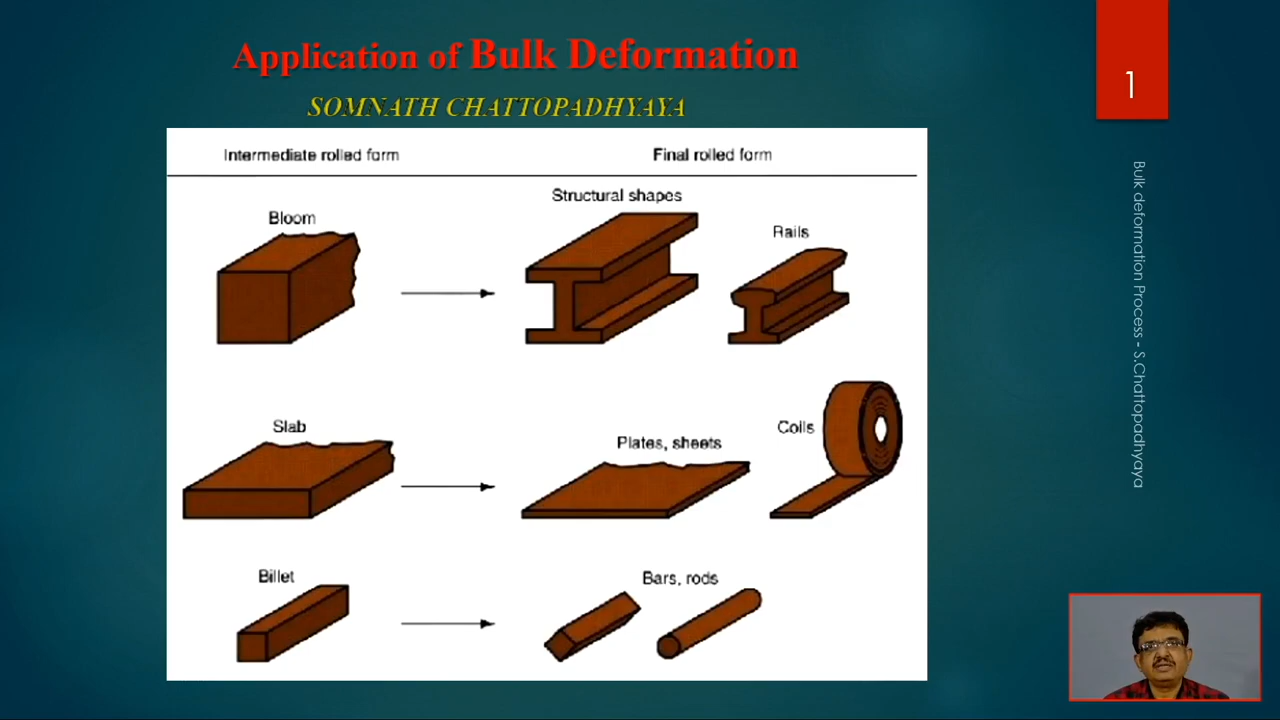 Application of Bulk Deformation
SOMNATH CHATTOPADHYAYA
1
Bulk deformation Process - S.Chattopadhyaya
Intermediate rolled form
Final rolled form
Structural shapes
Bloom
Rails
Slab
Plates, sheets
Coils
Billet
Bars, rods